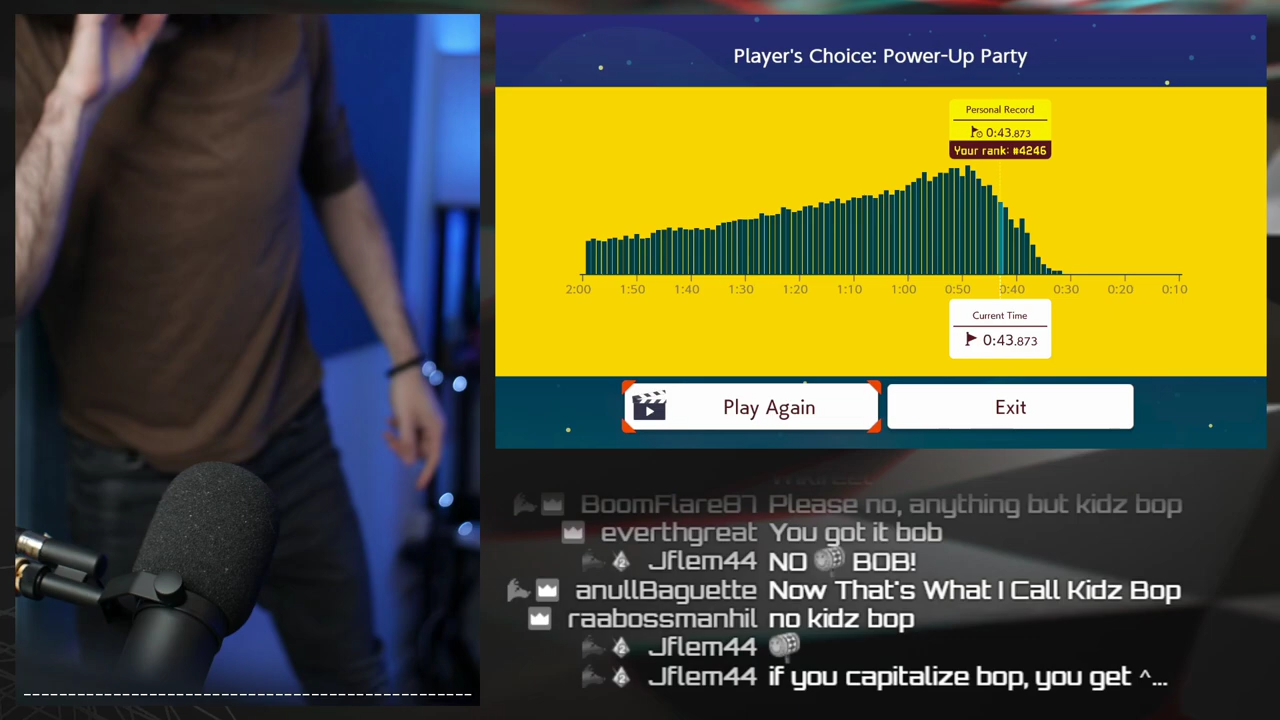 Player's Choice: Power-Up Party
Personal Record
0:43.873
Your rank: #4246
2:00 1:50 1:40 1:30 1:20 1:10 1:00 0:50 0:40 0:30 0:20 0:10
Current Time
0:43.873
Play Again
Exit
BoomFlare87 Please no, anything but kidz bop
everthgreat You got it bob
Jflem44 NO BOB!
anullBaguette Now That's What I Call Kidz Bop
raabossmanhil no kidz bop
Jflem44
Jflem44 if you capitalize bop, you get ^...